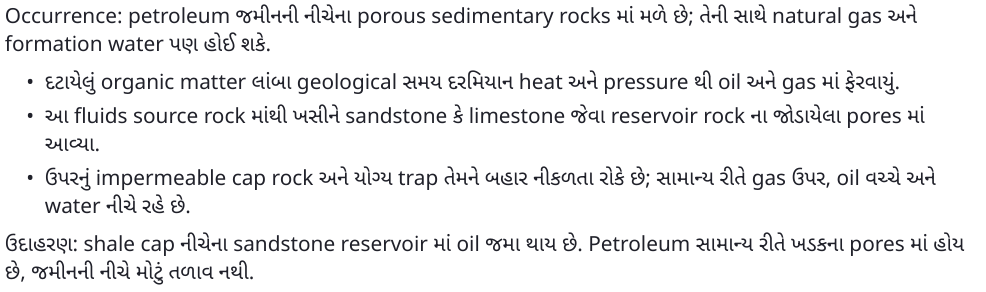 Occurrence: petroleum જમીનની નીચેના porous sedimentary rocks માં મળે છે; તેની સાથે natural gas અને
formation water પણ હોઈ શકે.
• દટાયેલું organic matter લાંબા geological સમય દરમિયાન heat અને pressure થી oil અને gas માં ફેરવાયું.
• આ fluids source rock માંથી ખસીને sandstone કે limestone જેવા reservoir rock ના જોડાયેલા pores માં
આવ્યા.
• ઉપરનું impermeable cap rock અને યોગ્ય trap તેમને બહાર નીકળતા રોકે છે; સામાન્ય રીતે gas ઉપર, oil વચ્ચે અને
water નીચે રહે છે.
ઉદાહરણ: shale cap નીચેના sandstone reservoir માં oil જમા થાય છે. Petroleum સામાન્ય રીતે ખડકના pores માં હોય
છે, જમીનની નીચે મોટું તળાવ નથી.